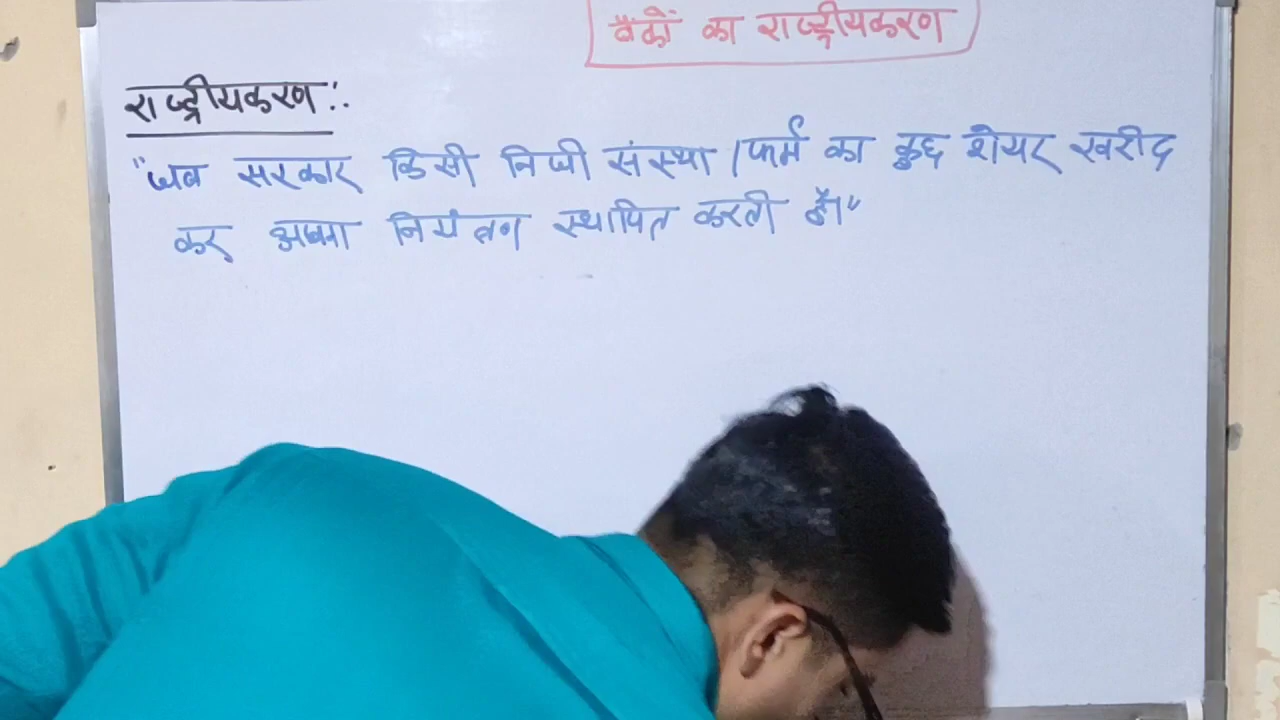 बैंकों का राष्ट्रीयकरण
राष्ट्रीयकरण :-
"जब सरकार किसी निजी संस्था / फर्म का कुछ शेयर खरीद
कर अपना नियंत्रण स्थापित करती है।"